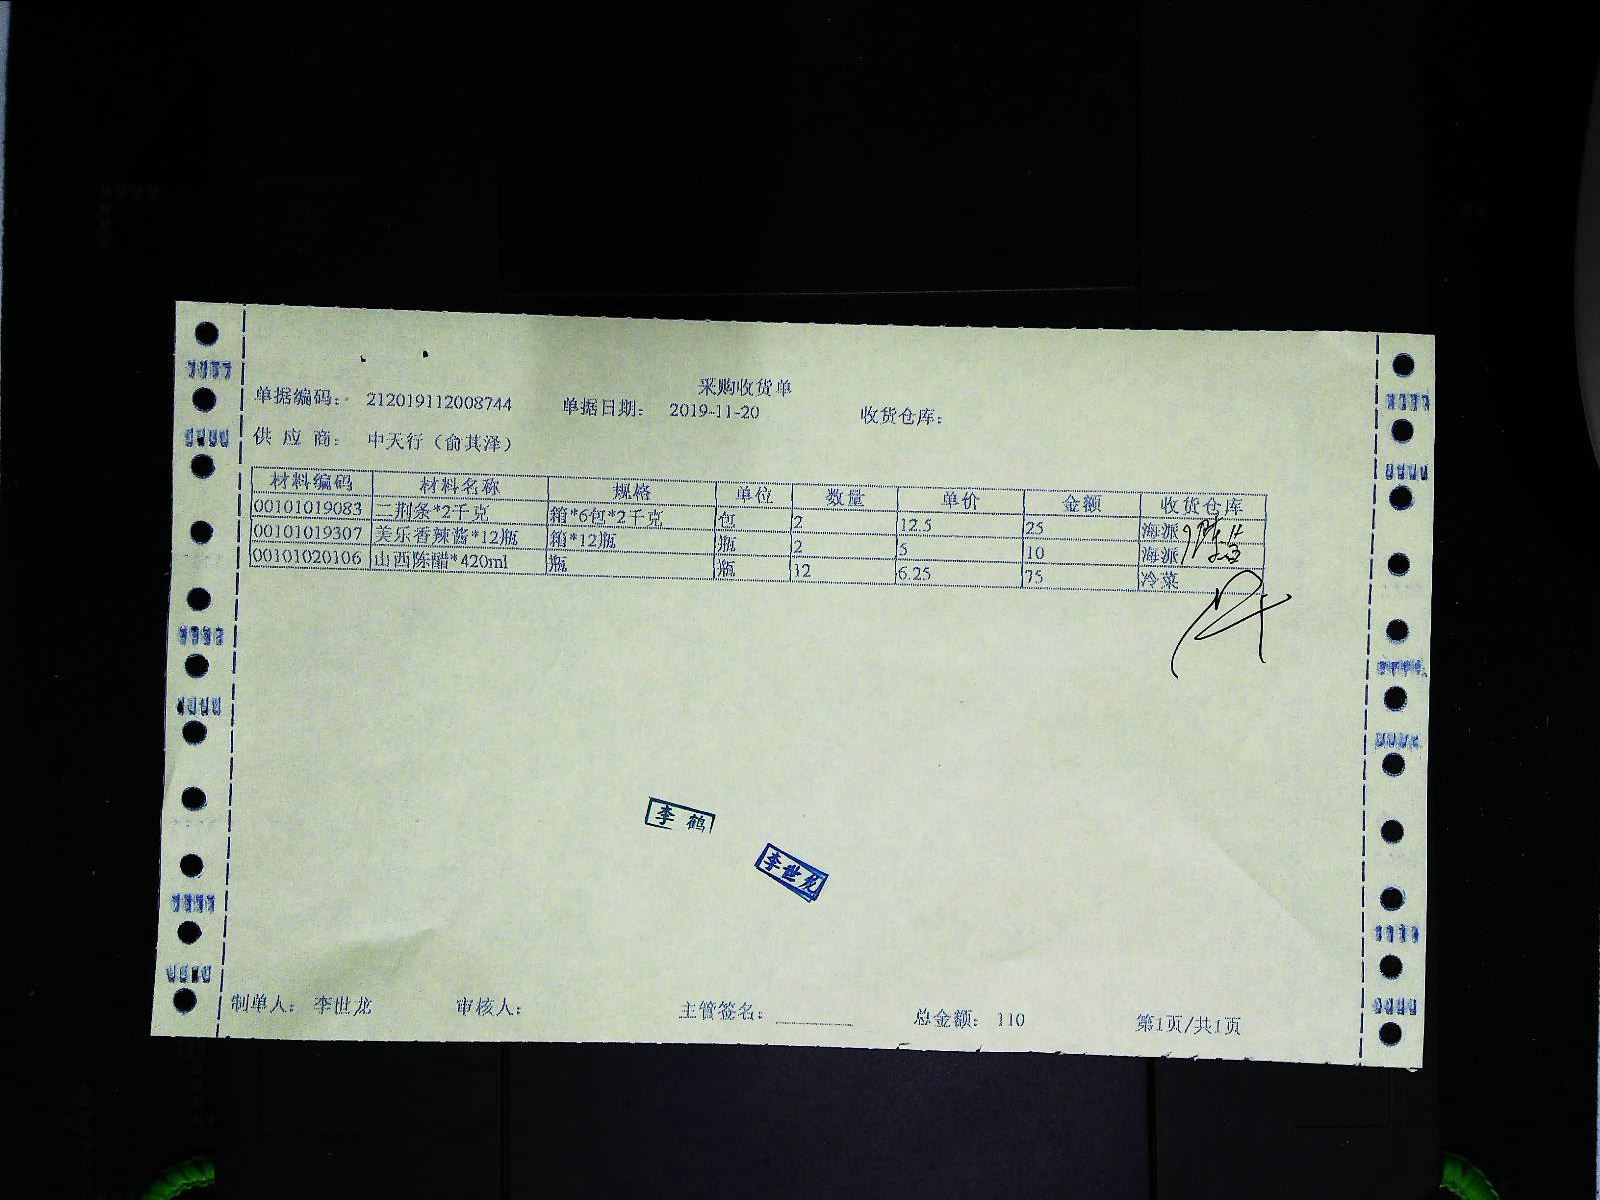 采购收货单
单据编码： 212019112008744 单据日期： 2019-11-20 收货仓库：
供 应 商： 中天行（俞其泽）
材料编码 材料名称 规格 单位 数量 单价 金额 收货仓库
00101019083 二荆条*2千克 箱*6包*2千克 包 2 12.5 25 海派
00101019307 美乐香辣酱*12瓶 箱*12瓶 瓶 2 5 10 海派
00101020106 山西陈醋*420ml 瓶 瓶 12 6.25 75 冷菜
李 鹤
李世龙
制单人： 李世龙 审核人： 主管签名： 总金额： 110 第1页/共1页